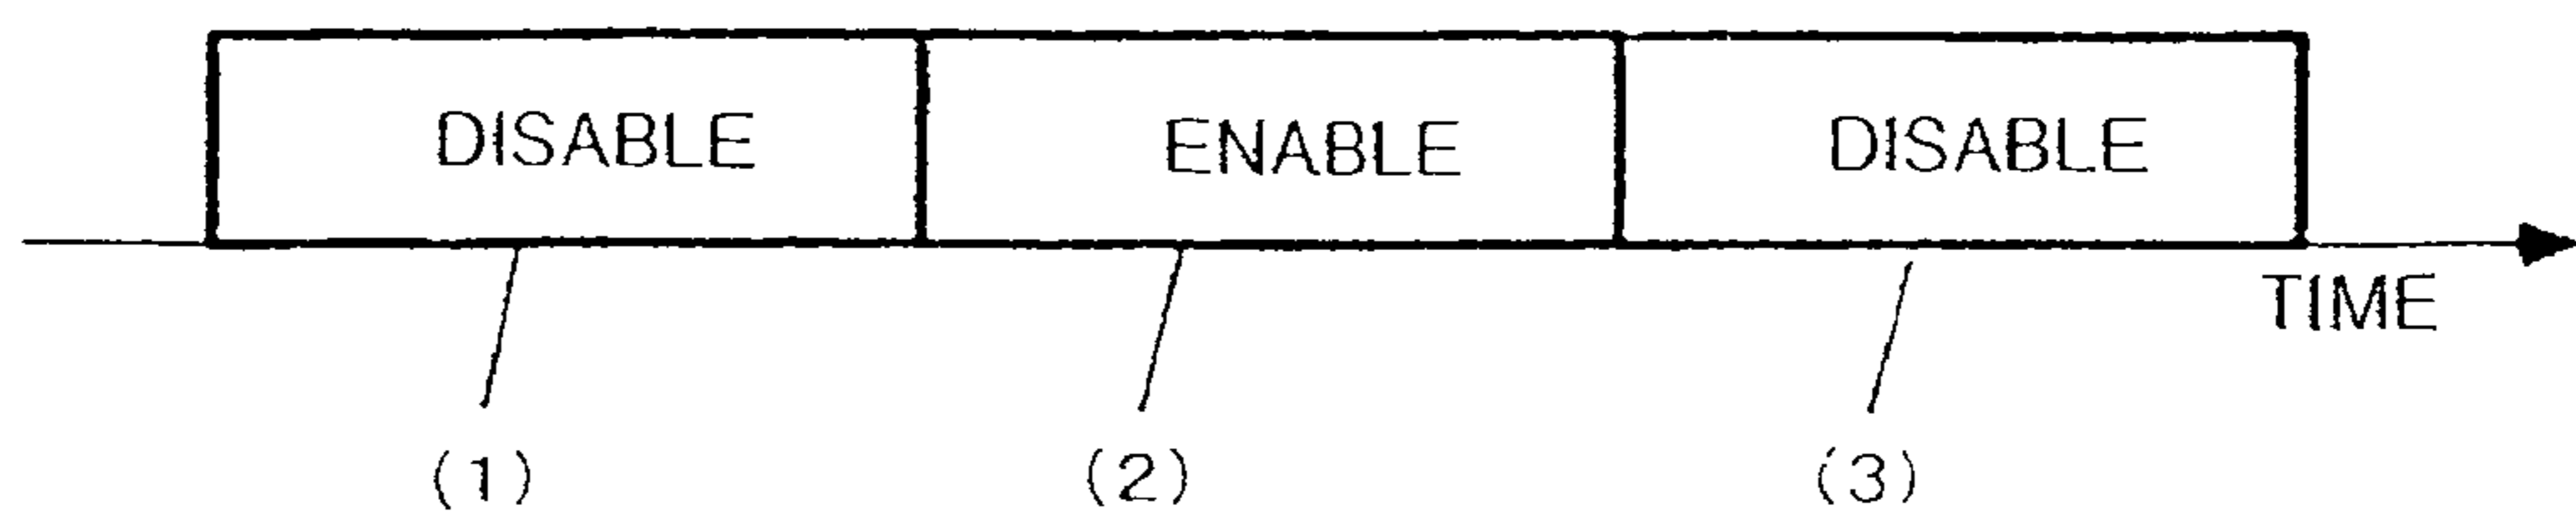 DISABLE ENABLE DISABLE
TIME
(1) (2) (3)